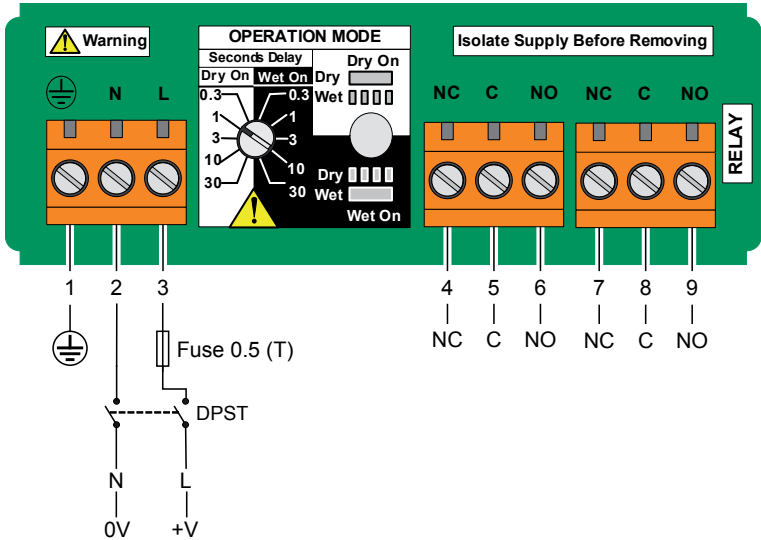 Warning
OPERATION MODE
Isolate Supply Before Removing
Seconds Delay
Dry On
Dry On Wet On
Dry
0.3 0.3
Wet
1 1
3 3
10 10
30 30
Dry
Wet
Wet On
N L
NC C NO NC C NO
RELAY
1 2 3 4 5 6 7 8 9
NC C NO NC C NO
Fuse 0.5 (T)
DPST
N L
0V +V